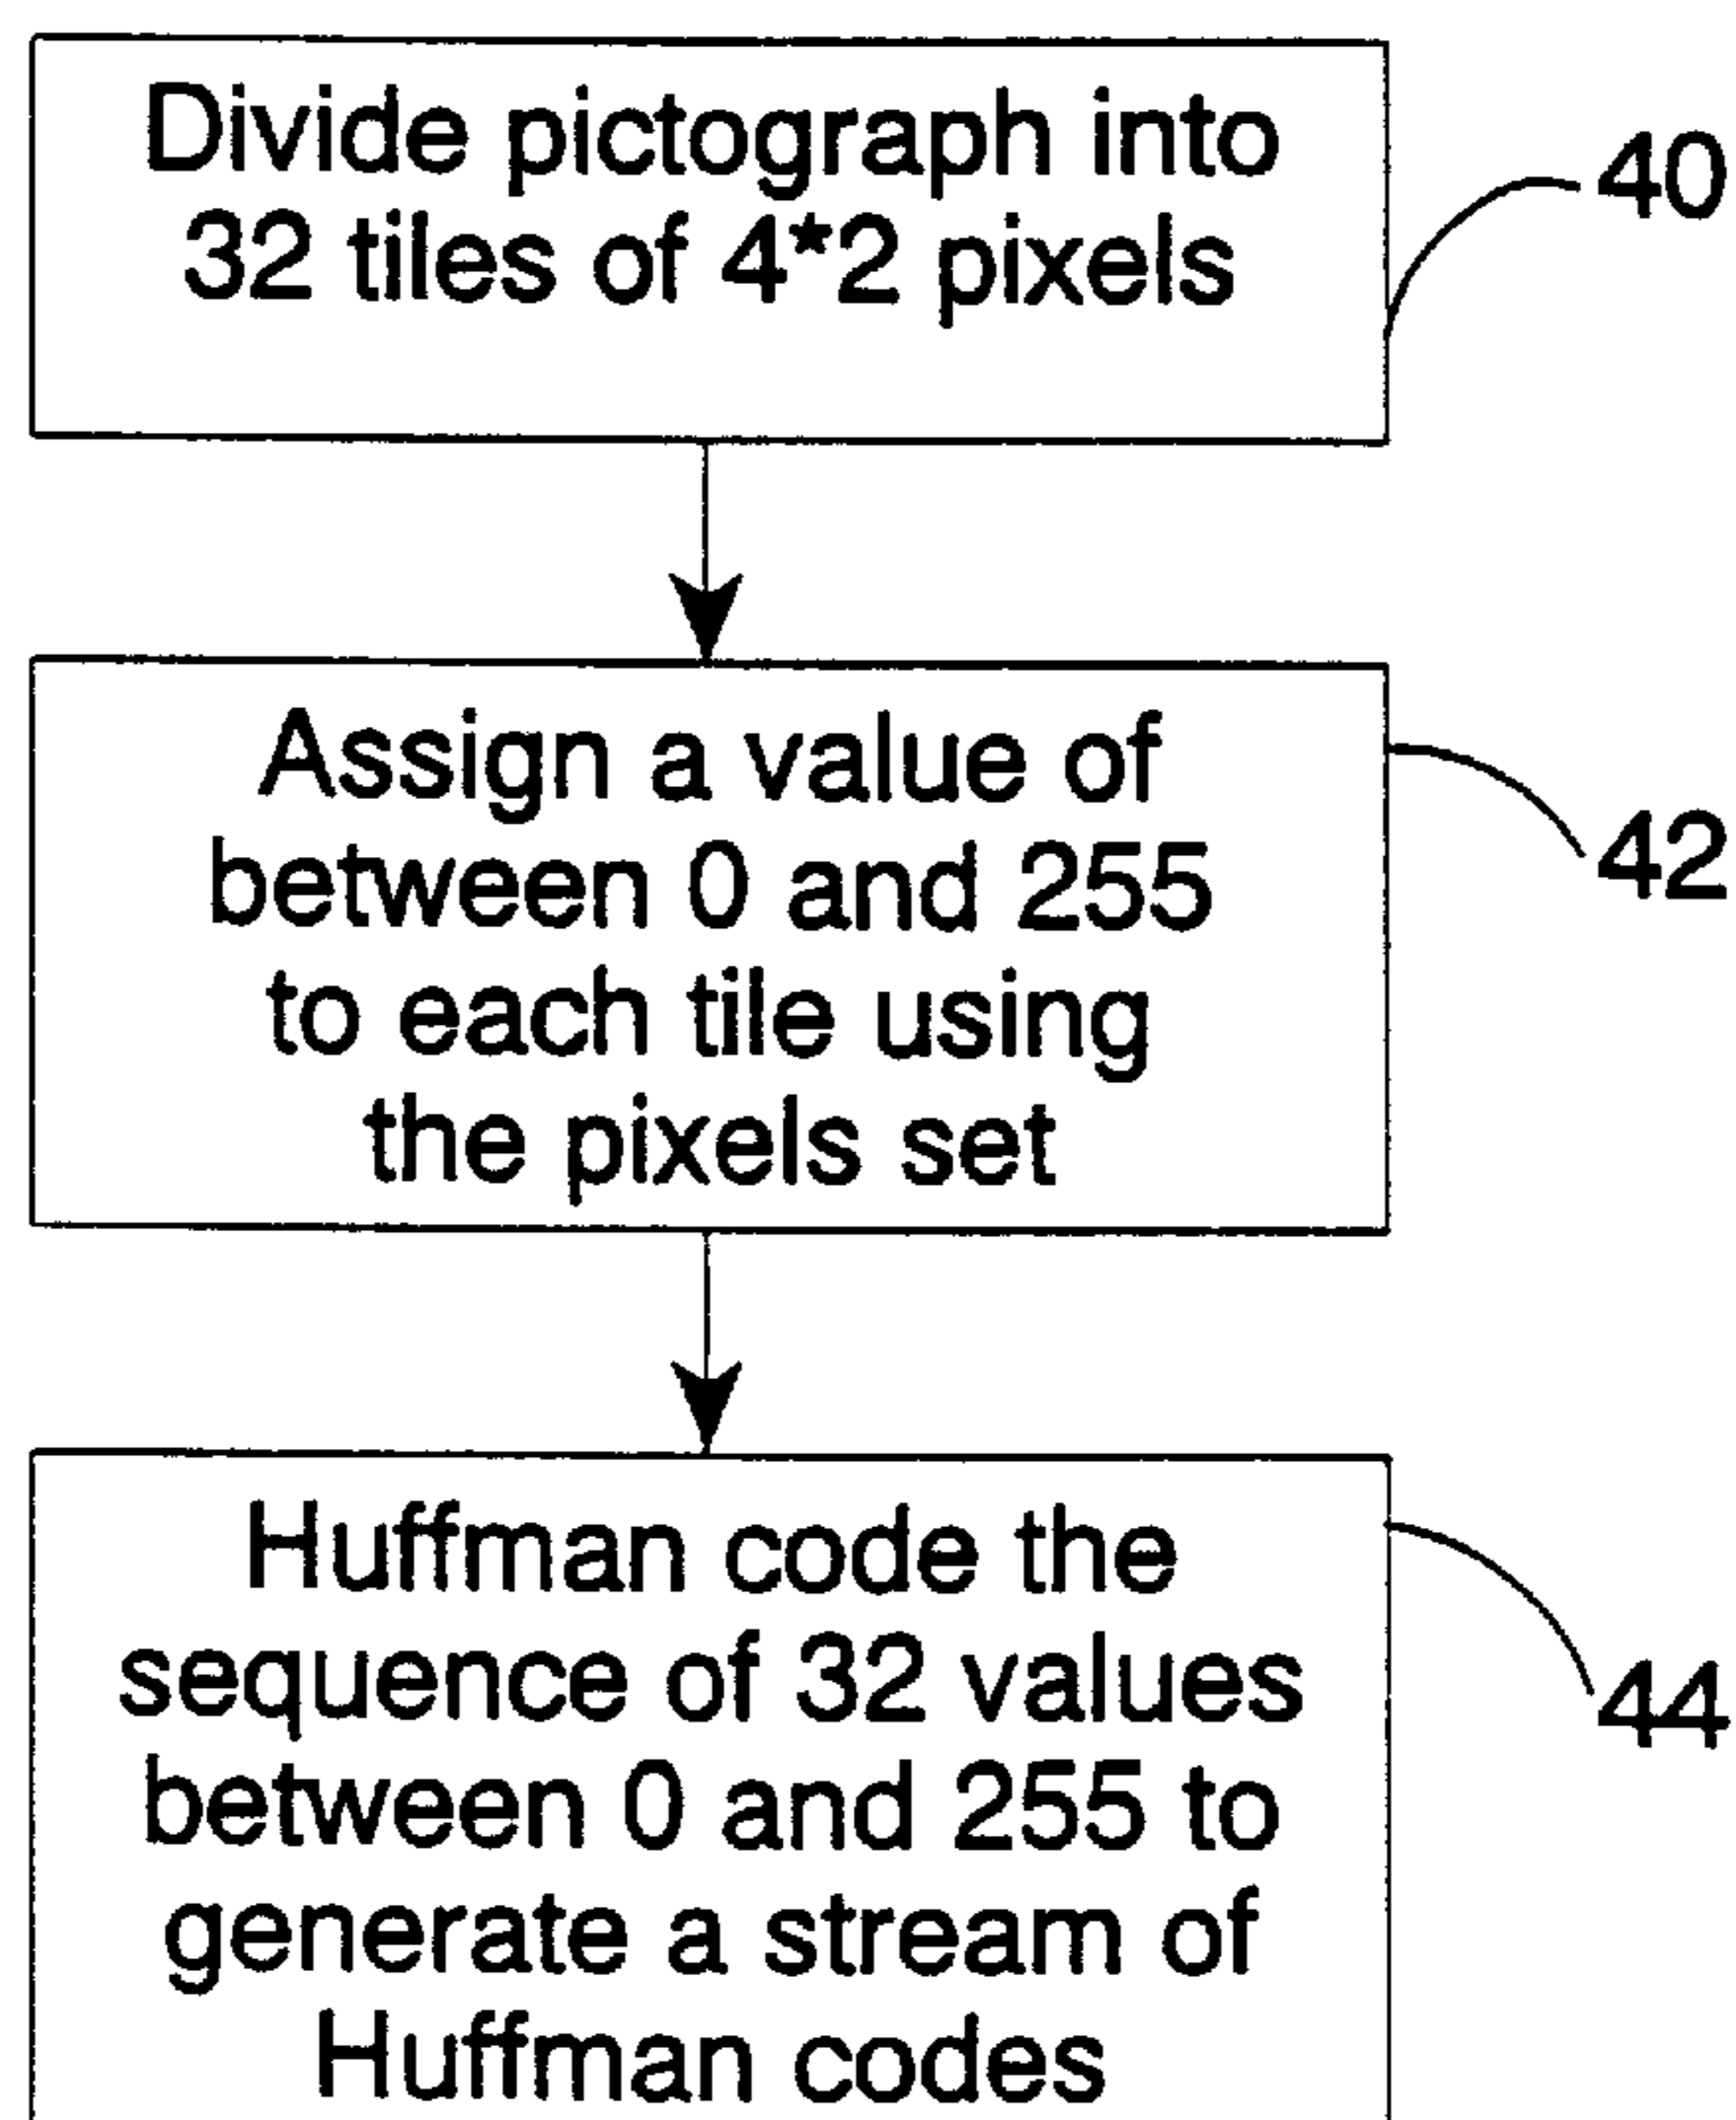 Divide pictograph into
32 tiles of 4*2 pixels
40
Assign a value of
between 0 and 255
to each tile using
the pixels set
42
Huffman code the
sequence of 32 values
between 0 and 255 to
generate a stream of
Huffman codes
44